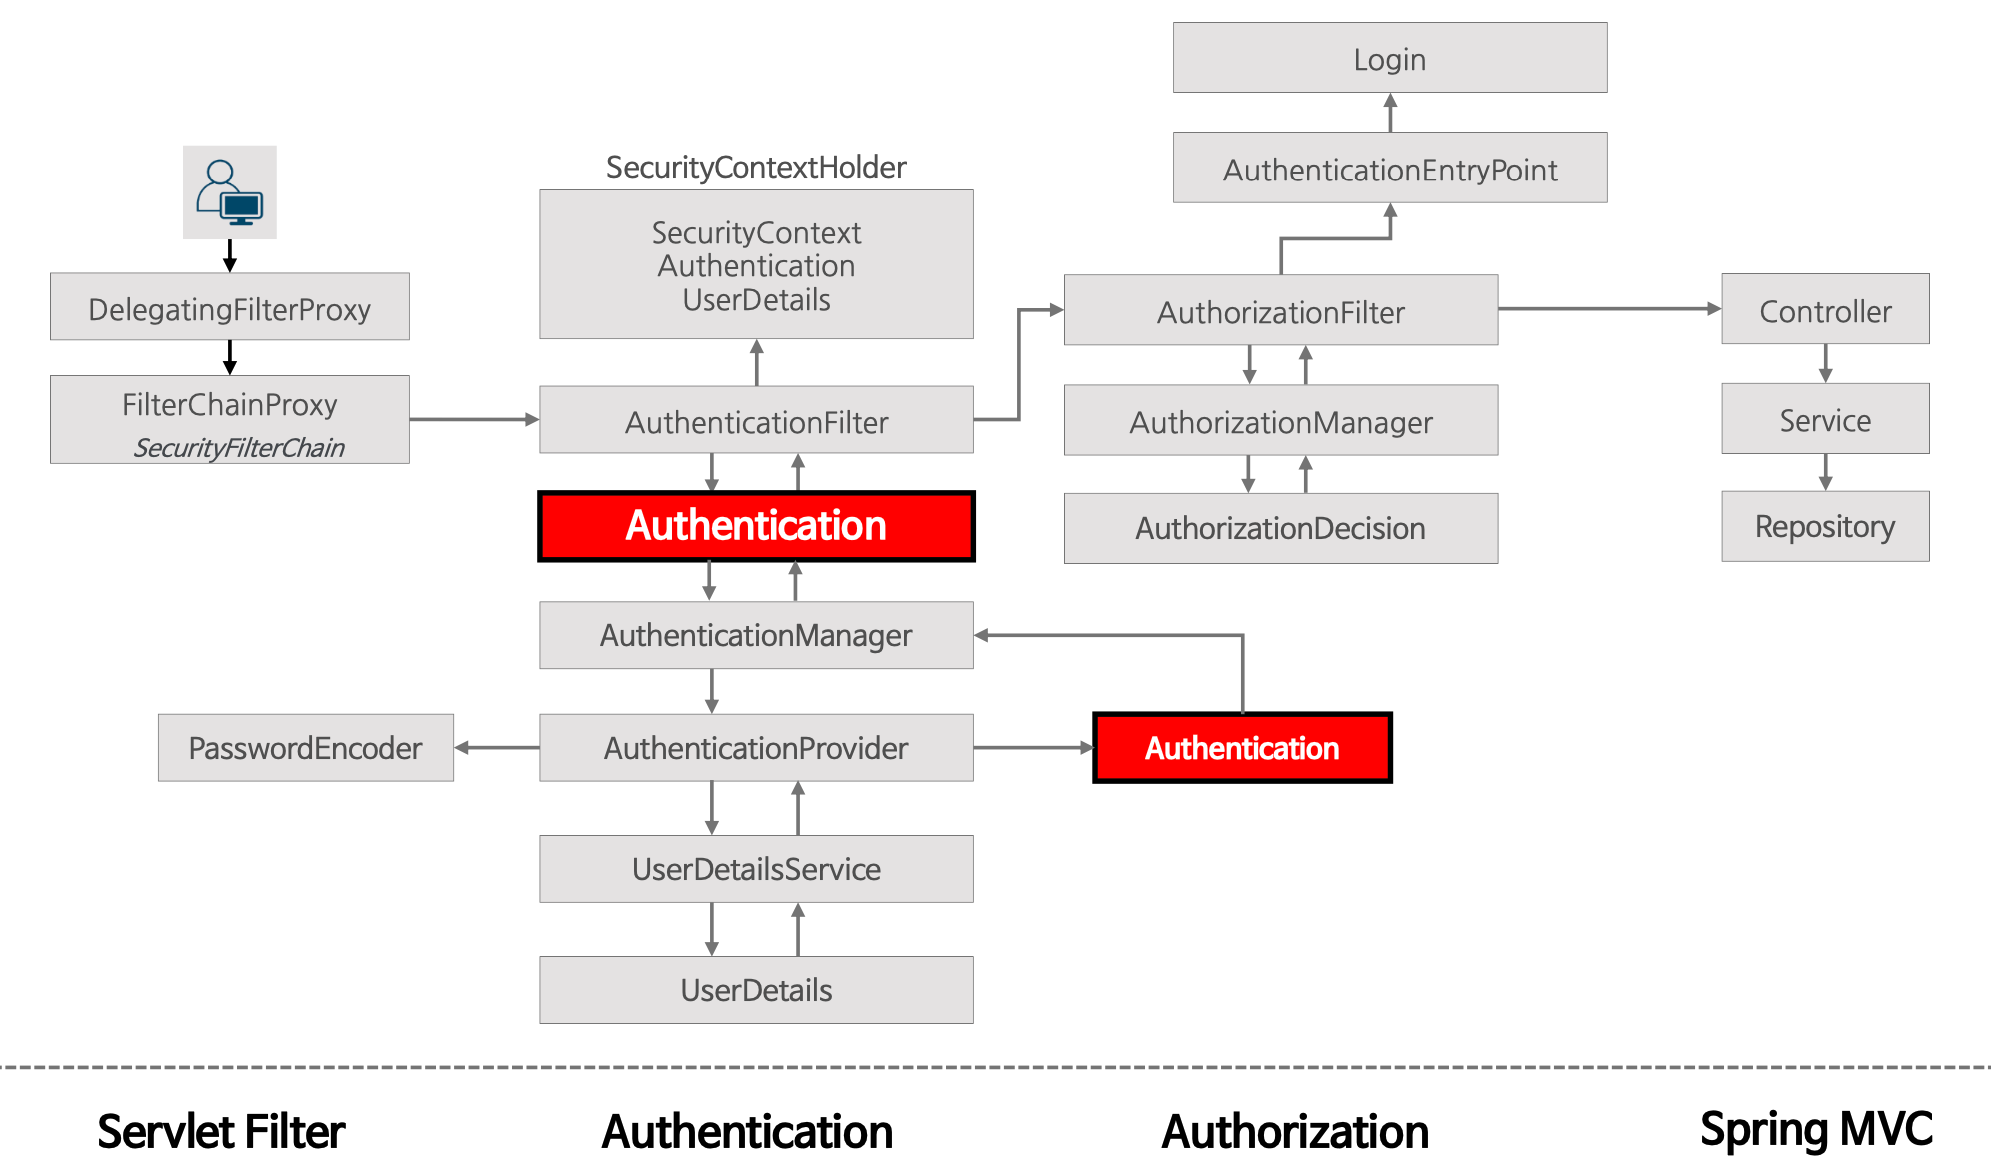 Login
AuthenticationEntryPoint
SecurityContextHolder
SecurityContext
Authentication
UserDetails
DelegatingFilterProxy
FilterChainProxy
SecurityFilterChain
AuthenticationFilter
Authentication
AuthenticationManager
PasswordEncoder
AuthenticationProvider
Authentication
UserDetailsService
UserDetails
AuthorizationFilter
AuthorizationManager
AuthorizationDecision
Controller
Service
Repository
Servlet Filter
Authentication
Authorization
Spring MVC